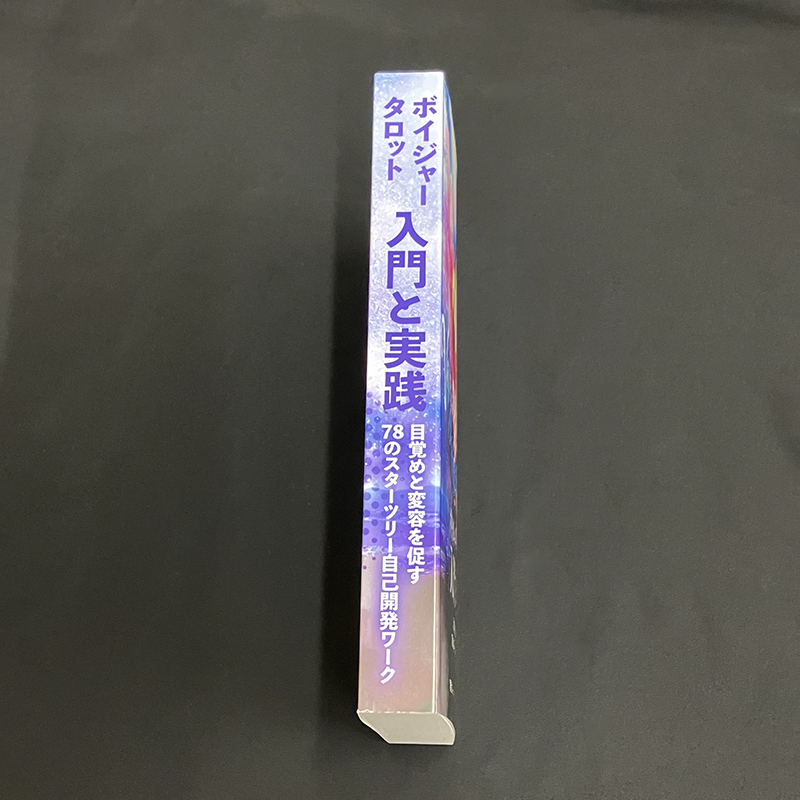 ボイジャー
タロット
入門と実践
目覚めと変容を促す
78のスターツリー自己開発ワーク